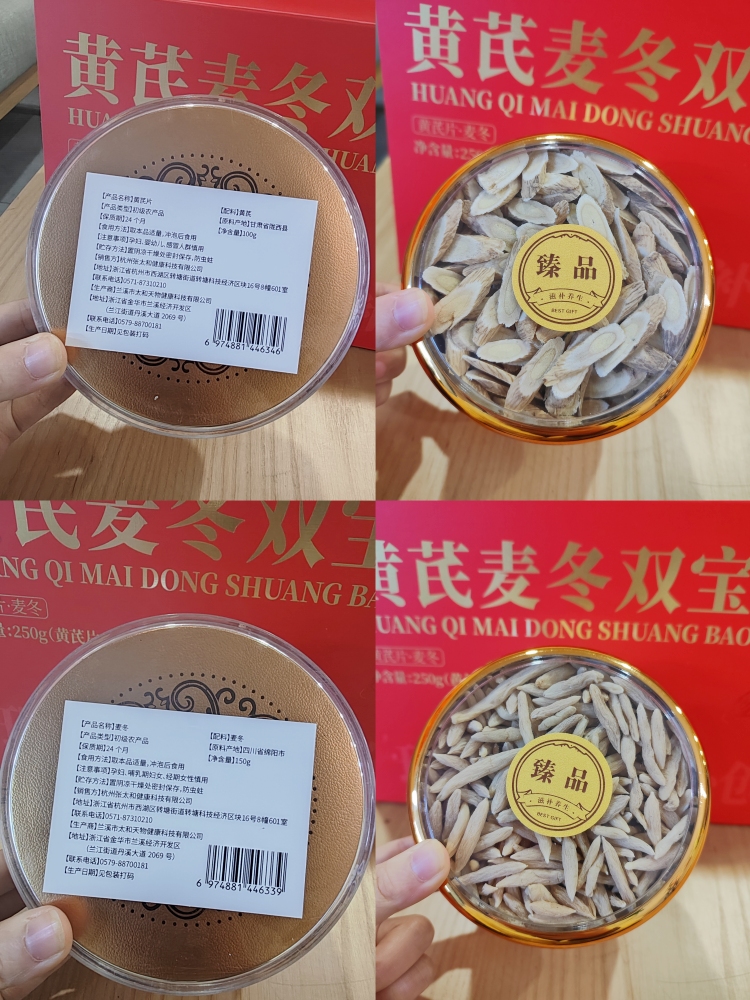 黄芪麦冬双
HUA
HUAN
【产品名称】黄芪片
【产品类型】初级农产品
【保质期】24个月
【配料】黄芪
【原料产地】甘肃省陇西县
【净含量】100g
【食用方法】取本品适量,冲泡后食用
【注意事项】孕妇、婴幼儿、感冒人群慎用
【贮存方法】置阴凉干燥处密封保存、防虫蛀
【销售方】杭州张太和健康科技有限公司
【地址】浙江省杭州市西湖区转塘街道转塘科技经济区块16号8幢601室
【联系电话】0571-87310210
【生产商】兰溪市太和天物健康科技有限公司
【地址】浙江省金华市兰溪经济开发区
(兰江街道丹溪大道 2069 号)
【联系电话】0579-88700181
【生产日期】见包装打码
6 974881 446346
黄芪麦冬双
HUANG QI MAI DONG SHUANG
黄芪片·麦冬
净含量:25
臻品
滋补养生
BEST GIFT
芪麦冬双宝
NG QI MAI DONG SHUANG BA
片·麦冬
量:250g(黄芪片
【产品名称】麦冬
【产品类型】初级农产品
【保质期】24个月
【配料】麦冬
【原料产地】四川省绵阳市
【净含量】150g
【食用方法】取本品适量,冲泡后食用
【注意事项】孕妇、哺乳期妇女、经期女性慎用
【贮存方法】置阴凉干燥处密封保存、防虫蛀
【销售方】杭州张太和健康科技有限公司
【地址】浙江省杭州市西湖区转塘街道转塘科技经济区块16号8幢601室
【联系电话】0571-87310210
【生产商】兰溪市太和天物健康科技有限公司
【地址】浙江省金华市兰溪经济开发区
(兰江街道丹溪大道 2069 号)
【联系电话】0579-88700181
【生产日期】见包装打码
6 974881 446339
黄芪麦冬双宝
UANG QI MAI DONG SHUANG BAO
黄芪片·麦冬
净含量:250g(黄
臻品
滋补养生
BEST GIFT